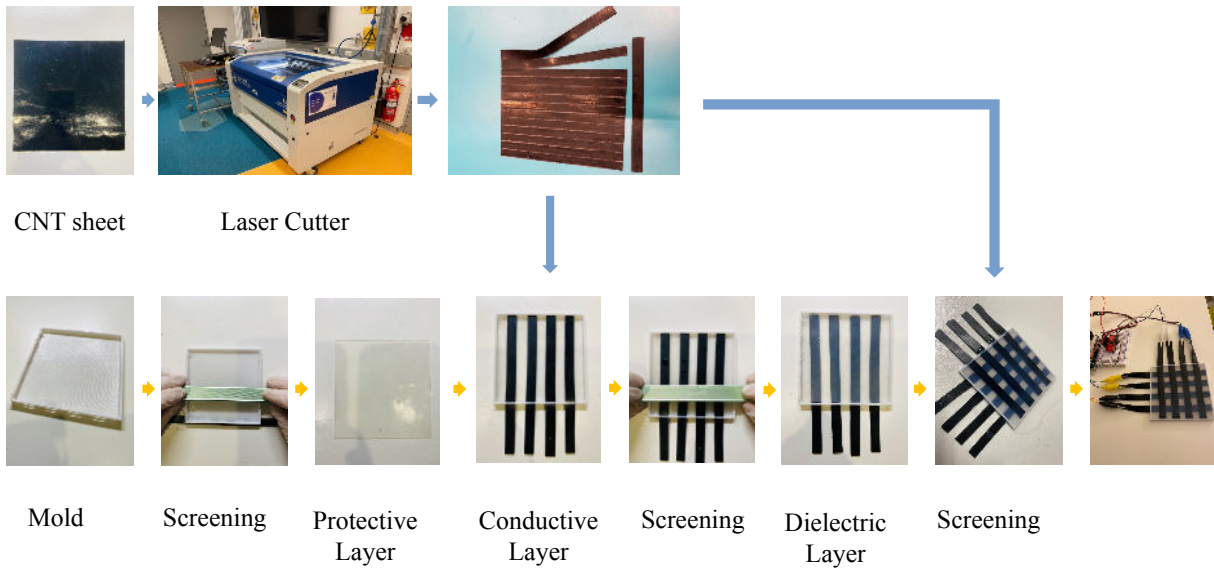 CNT sheet
Laser Cutter
Mold
Screening
Protective
Layer
Conductive
Layer
Screening
Dielectric
Layer
Screening